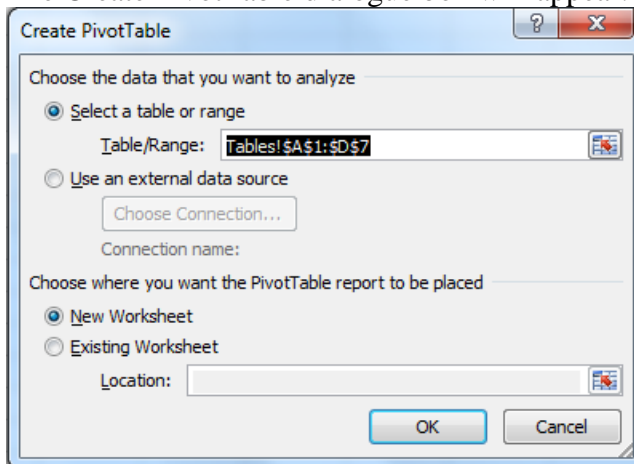 Create PivotTable
Choose the data that you want to analyze
Select a table or range
Table/Range: Tables!$A$1:$D$7
Use an external data source
Choose Connection...
Connection name:
Choose where you want the PivotTable report to be placed
New Worksheet
Existing Worksheet
Location:
OK Cancel